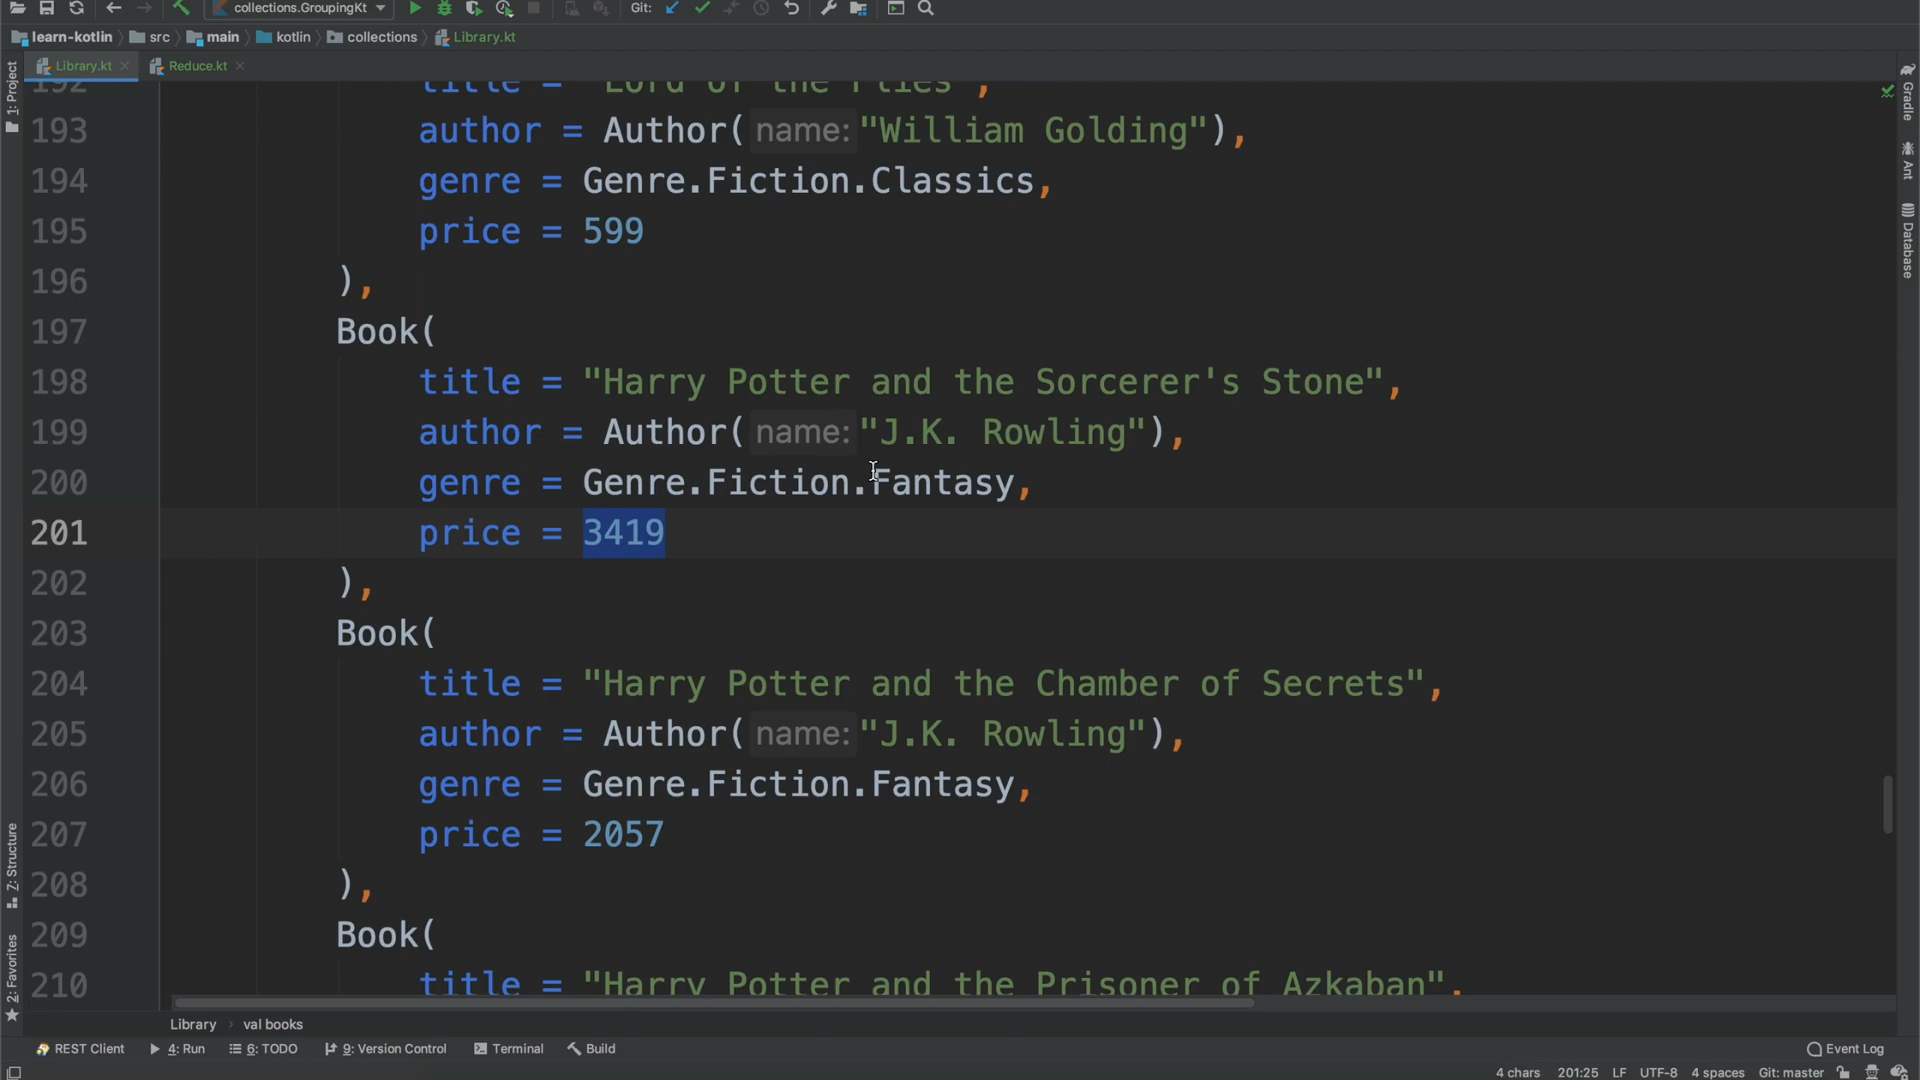 collections.GroupingKt
Git:
learn-kotlin
src
main
kotlin
collections
Library.kt
Library.kt
Reduce.kt
1: Project
Z: Structure
2: Favorites
Gradle
Ant
Database
192 title = "Lord of the Flies",
193 author = Author( name: "William Golding"),
194 genre = Genre.Fiction.Classics,
195 price = 599
196 ),
197 Book(
198 title = "Harry Potter and the Sorcerer's Stone",
199 author = Author( name: "J.K. Rowling"),
200 genre = Genre.Fiction.Fantasy,
201 price = 3419
202 ),
203 Book(
204 title = "Harry Potter and the Chamber of Secrets",
205 author = Author( name: "J.K. Rowling"),
206 genre = Genre.Fiction.Fantasy,
207 price = 2057
208 ),
209 Book(
210 title = "Harry Potter and the Prisoner of Azkaban",
Library › val books
REST Client
4: Run
6: TODO
9: Version Control
Terminal
Build
Event Log
4 chars 201:25 LF UTF-8 4 spaces Git: master